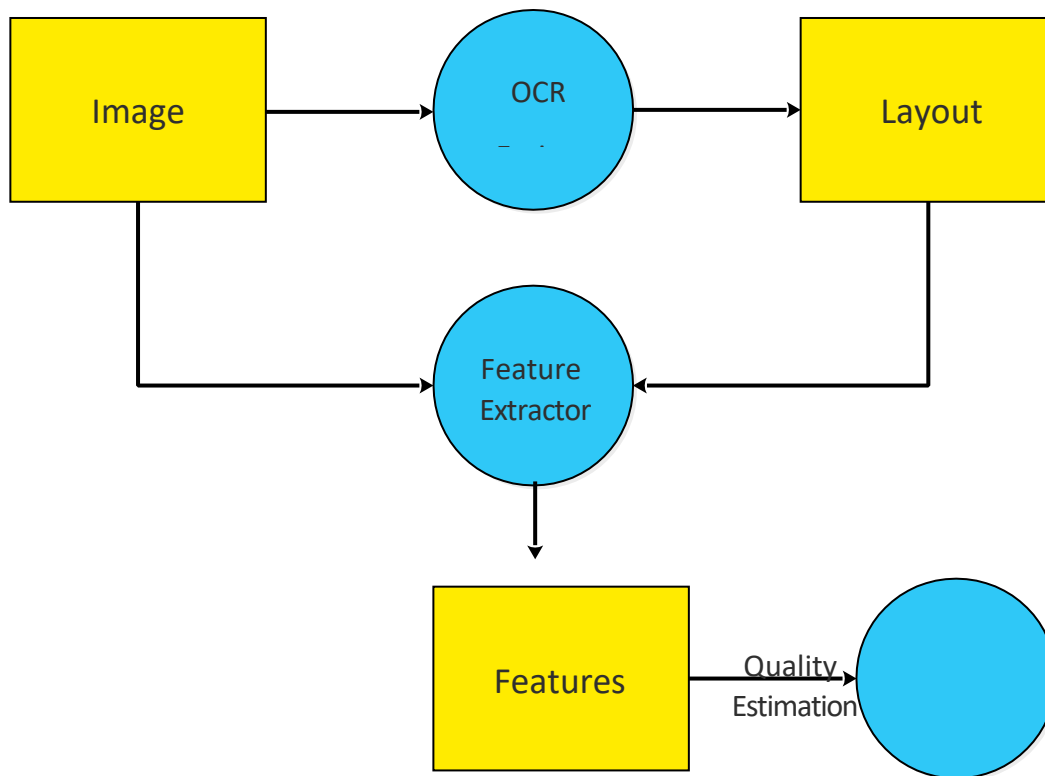 Image
OCR
Layout
Feature
Extractor
Features
Quality
Estimation